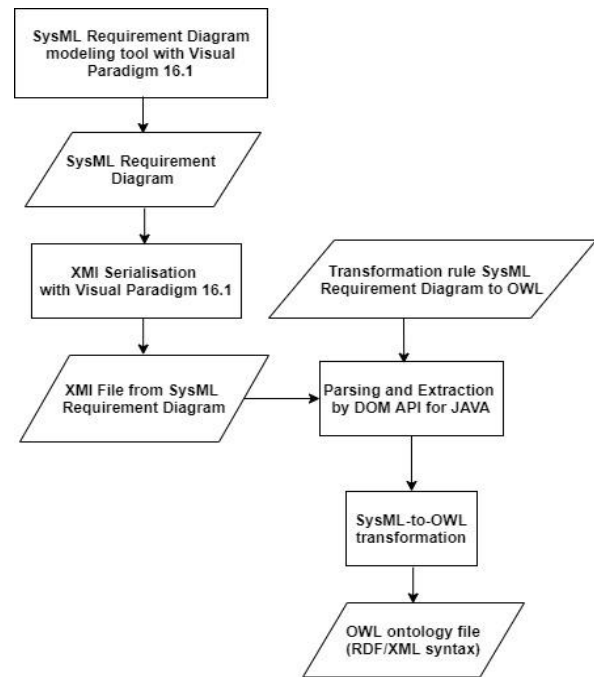 SysML Requirement Diagram
modeling tool with Visual
Paradigm 16.1
SysML Requirement
Diagram
XMI Serialisation
with Visual Paradigm 16.1
Transformation rule SysML
Requirement Diagram to OWL
XMI File from SysML
Requirement Diagram
Parsing and Extraction
by DOM API for JAVA
SysML-to-OWL
transformation
OWL ontology file
(RDF/XML syntax)